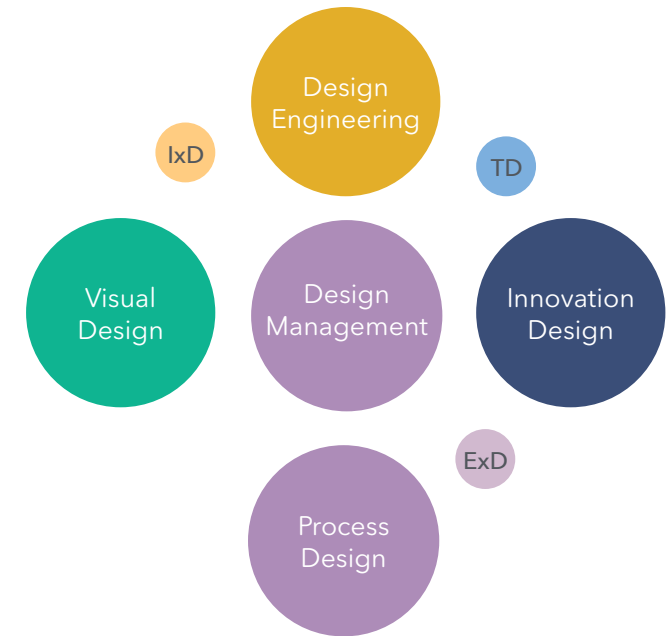 Design
Engineering
IxD
TD
Visual
Design
Design
Management
Innovation
Design
ExD
Process
Design